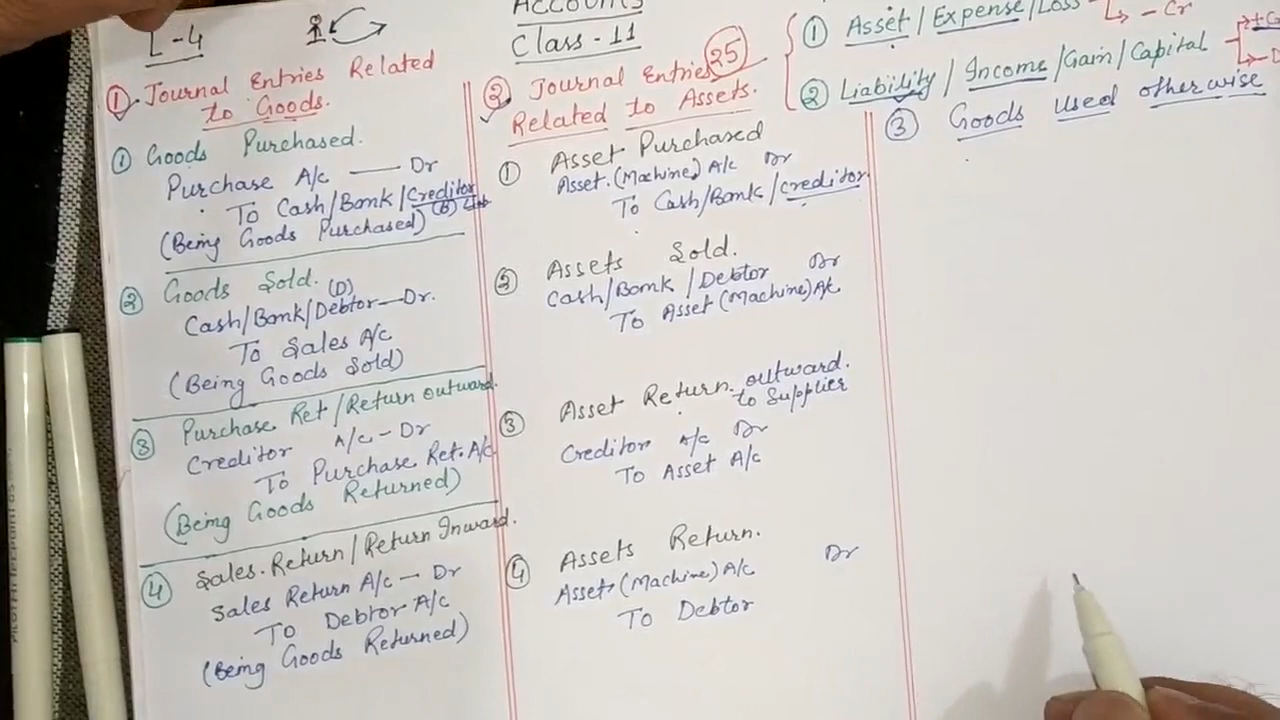 Accounts
Class-11
L-4
25
① Journal Entries Related
to Goods.
① Goods Purchased.
Purchase A/c — Dr
To Cash/Bank/Creditor
(Being Goods Purchased)
② Goods Sold.
(D)
Cash/Bank/Debtor—Dr.
To Sales A/c
(Being Goods Sold)
③ Purchase Ret/Return outward.
Creditor A/c - Dr
To Purchase Ret. A/c
(Being Goods Returned)
④ Sales. Return/Return Inward.
Sales Return A/c — Dr
To Debtor A/c
(Being Goods Returned)
② Journal Entries
Related to Assets.
① Asset Purchased
Asset.(Machine) A/c Dr
To Cash/Bank/creditor.
② Assets Sold.
Cash/Bank/Debtor Dr
To Asset (Machine) A/c
③ Asset Return. outward.
to Supplier
Creditor A/c Dr
To Asset A/c
④ Assets Return.
Assets (Machine) A/c Dr
To Debtor
① Asset/Expense/Loss
- Cr
② Liability/Income/Gain/Capital
③ Goods used otherwise